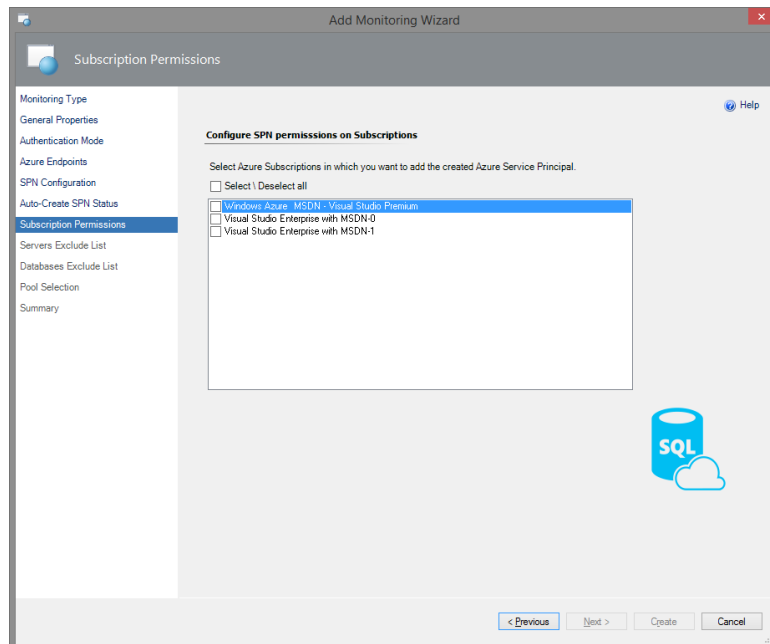 Add Monitoring Wizard
Subscription Permissions
Monitoring Type
General Properties
Authentication Mode
Azure Endpoints
SPN Configuration
Auto-Create SPN Status
Subscription Permissions
Servers Exclude List
Databases Exclude List
Pool Selection
Summary
Help
Configure SPN permisssions on Subscriptions
Select Azure Subscriptions in which you want to add the created Azure Service Principal.
Select \ Deselect all
Windows Azure  MSDN - Visual Studio Premium
Visual Studio Enterprise with MSDN-0
Visual Studio Enterprise with MSDN-1
SQL
< Previous
Next >
Create
Cancel